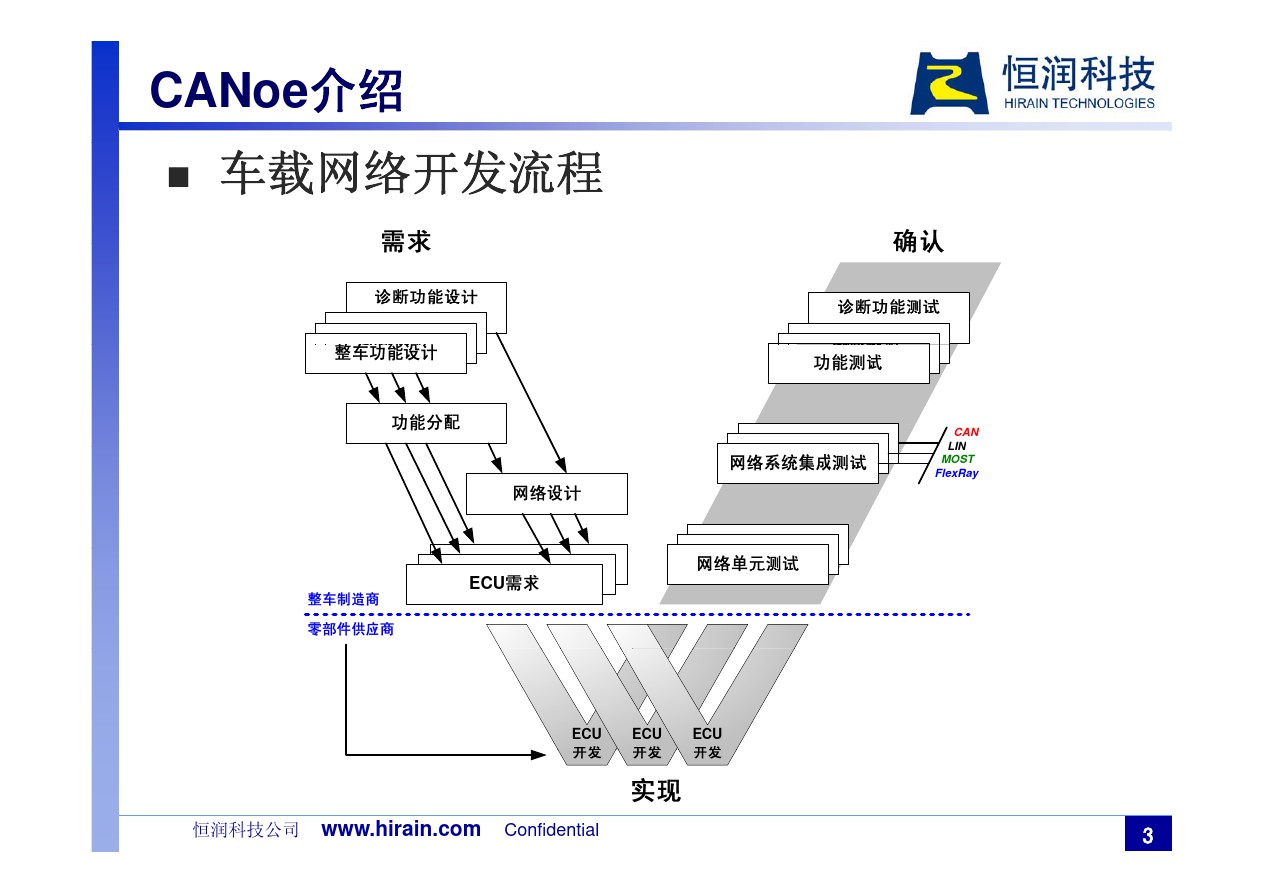 CANoe介绍
恒润科技
HIRAIN TECHNOLOGIES
■ 车载网络开发流程
需求
确认
诊断功能设计
整车功能设计
功能分配
网络设计
ECU需求
诊断功能测试
功能测试
网络系统集成测试
CAN
LIN
MOST
FlexRay
网络单元测试
整车制造商
零部件供应商
ECU
开发
ECU
开发
ECU
开发
实现
恒润科技公司 www.hirain.com Confidential
3